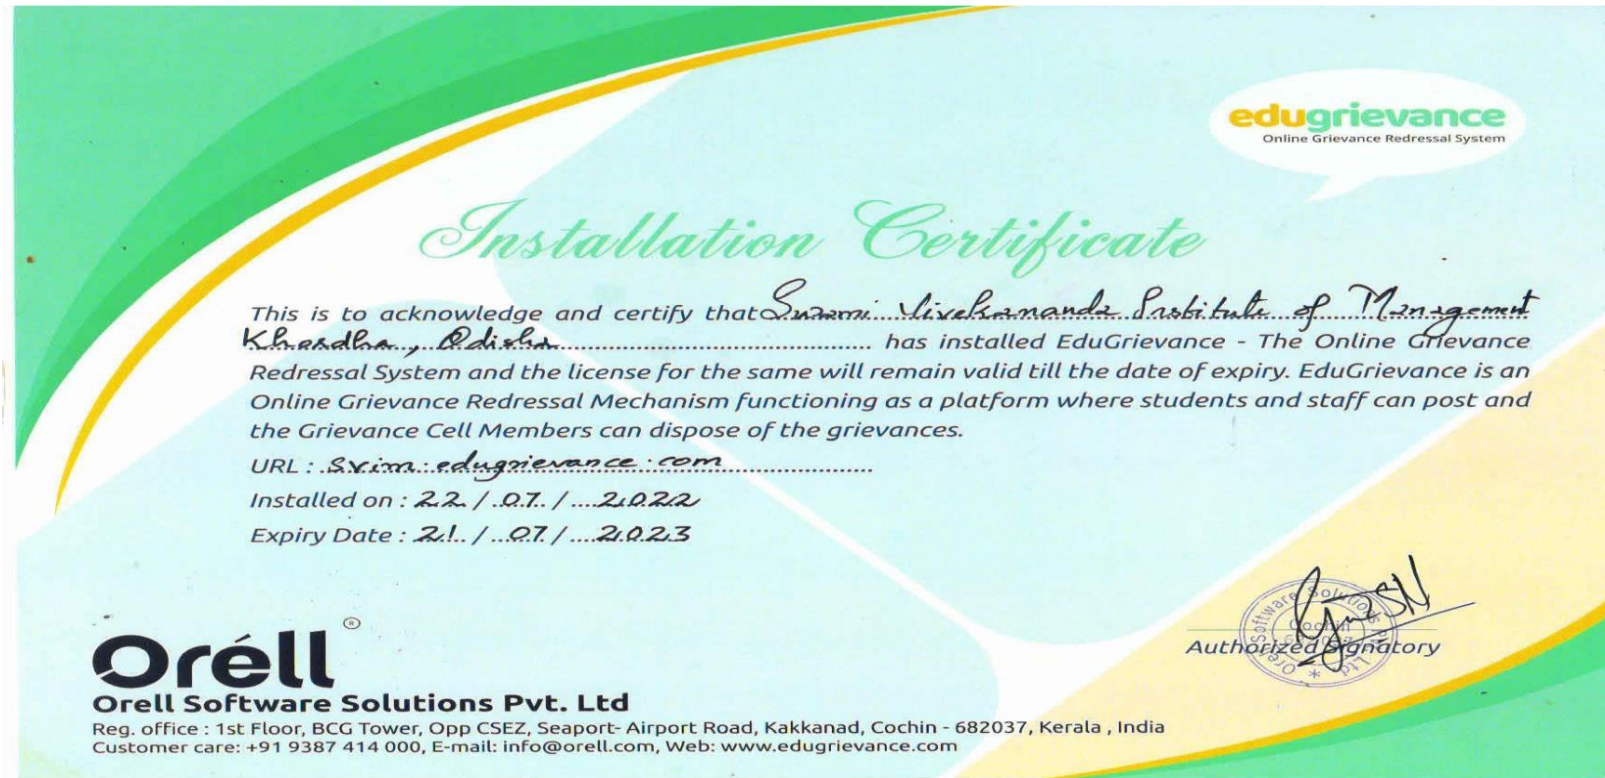 edugrievance
Online Grievance Redressal System
Installation Certificate
This is to acknowledge and certify that Swami Vivekananda Institute of Management
Khordha, Odisha has installed EduGrievance - The Online Grievance
Redressal System and the license for the same will remain valid till the date of expiry. EduGrievance is an
Online Grievance Redressal Mechanism functioning as a platform where students and staff can post and
the Grievance Cell Members can dispose of the grievances.
URL : svim.edugrievance.com
Installed on : 22 / 07 / 2022
Expiry Date : 21 / 07 / 2023
Orell Software Solutions Pvt Ltd
Cochin
Authorized Signatory
Oréll ®
Orell Software Solutions Pvt. Ltd
Reg. office : 1st Floor, BCG Tower, Opp CSEZ, Seaport- Airport Road, Kakkanad, Cochin - 682037, Kerala , India
Customer care: +91 9387 414 000, E-mail: info@orell.com, Web: www.edugrievance.com